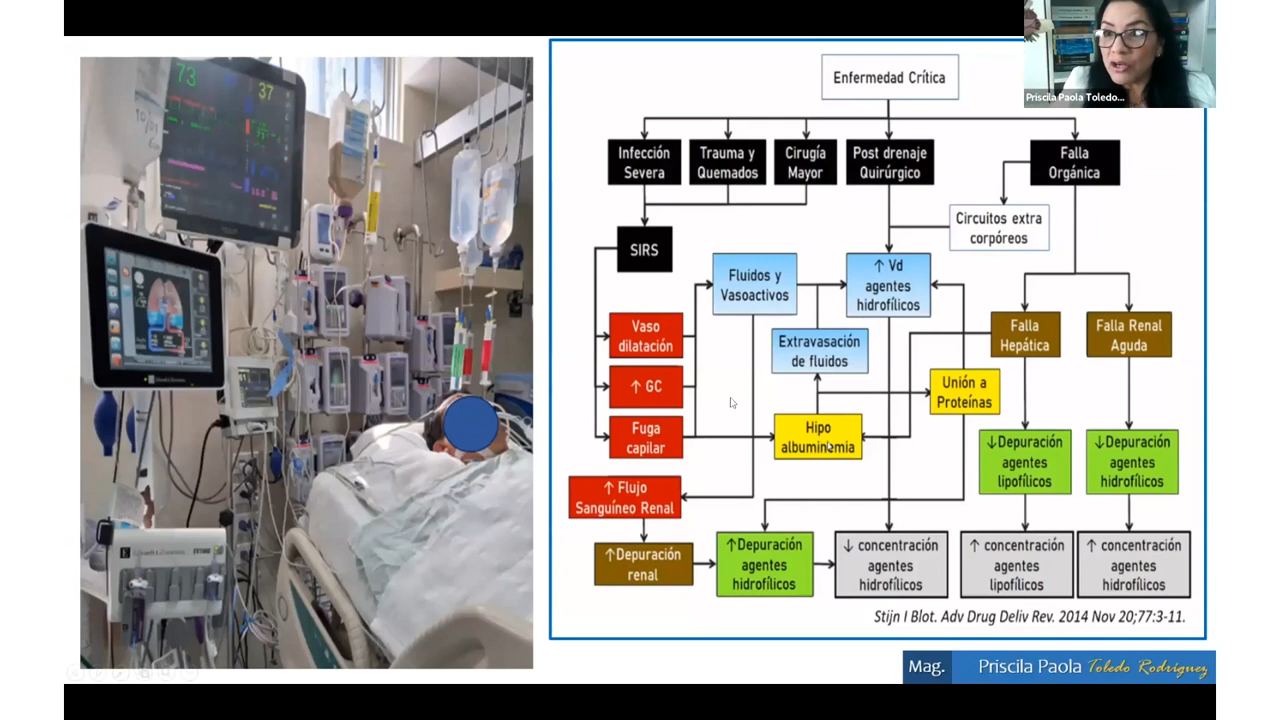 73
37
Priscila Paola Toledo...
Enfermedad Crítica
Infección
Severa
Trauma y
Quemados
Cirugía
Mayor
Post drenaje
Quirúrgico
Falla
Orgánica
Circuitos extra
corpóreos
SIRS
Fluidos y
Vasoactivos
↑ Vd
agentes
hidrofílicos
Vaso
dilatación
Extravasación
de fluidos
Falla
Hepática
Falla Renal
Aguda
↑ GC
Unión a
Proteínas
Fuga
capilar
Hipo
albuminemia
↓Depuración
agentes
lipofílicos
↓Depuración
agentes
hidrofílicos
↑ Flujo
Sanguíneo Renal
↑Depuración
renal
↑Depuración
agentes
hidrofílicos
↓ concentración
agentes
hidrofílicos
↑ concentración
agentes
lipofílicos
↑ concentración
agentes
hidrofílicos
Stijn I Blot. Adv Drug Deliv Rev. 2014 Nov 20;77:3-11.
Mag. Priscila Paola Toledo Rodriguez